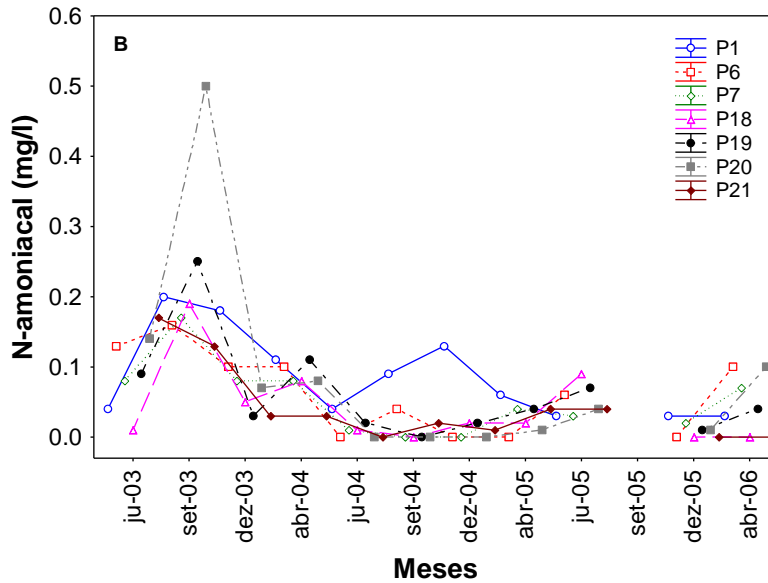 B
N-amoniacal (mg/l)
0.6
0.5
0.4
0.3
0.2
0.1
0.0
P1
P6
P7
P18
P19
P20
P21
ju-03
set-03
dez-03
abr-04
ju-04
set-04
dez-04
abr-05
ju-05
set-05
dez-05
abr-06
Meses